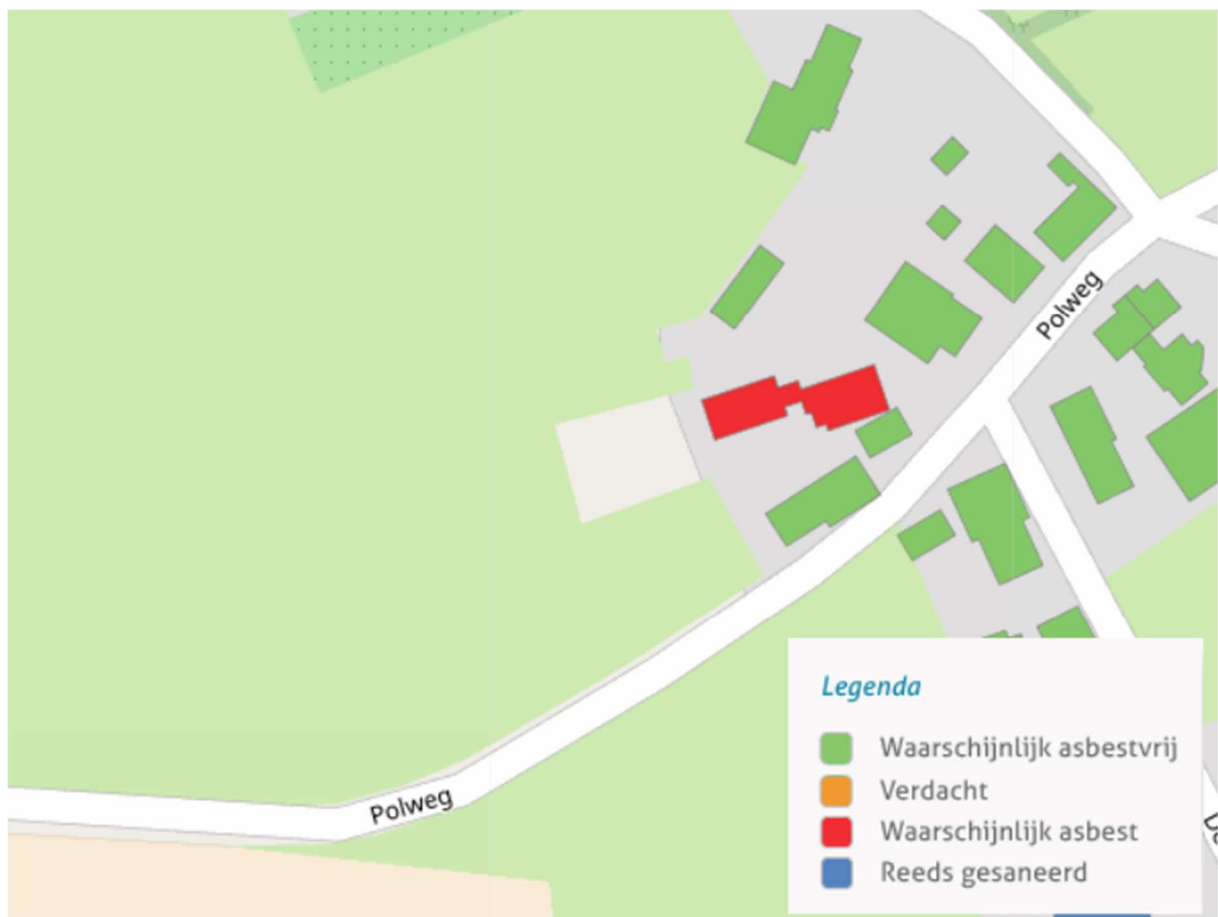 Polweg
Polweg
Legenda
Waarschijnlijk asbestvrij
Verdacht
Waarschijnlijk asbest
Reeds gesaneerd